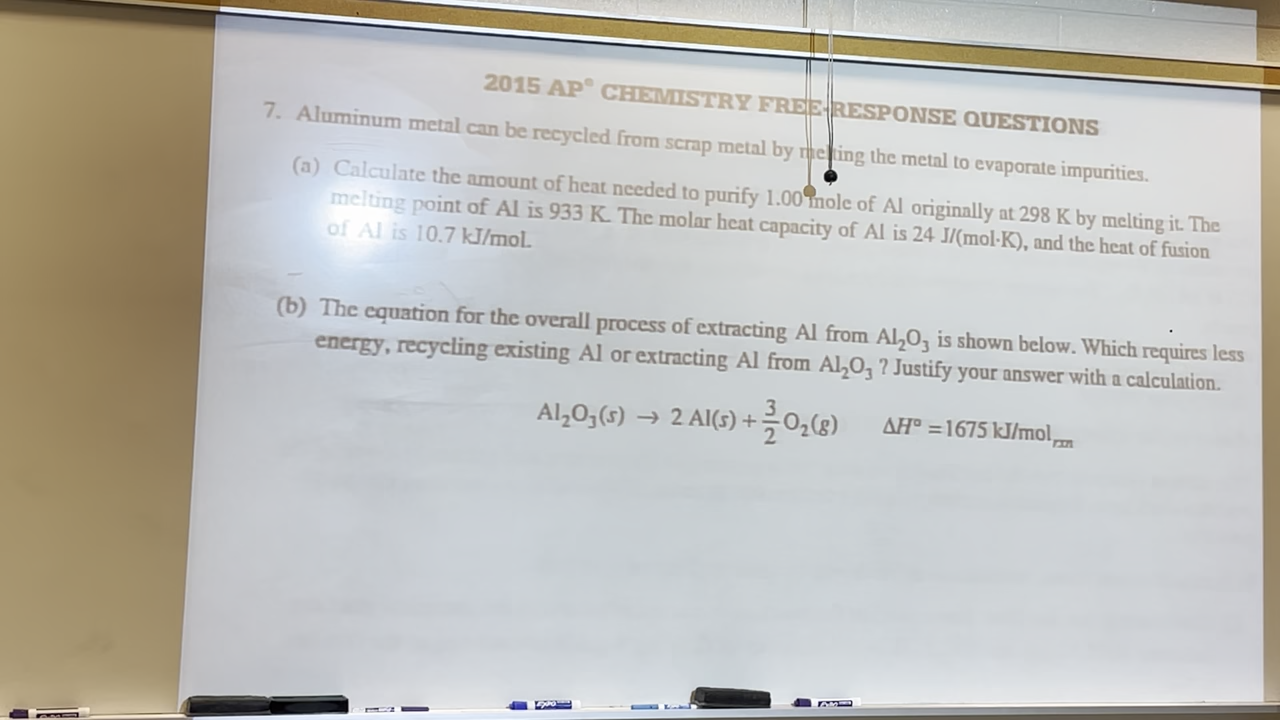 2015 AP® CHEMISTRY FREE-RESPONSE QUESTIONS
7. Aluminum metal can be recycled from scrap metal by melting the metal to evaporate impurities.
(a) Calculate the amount of heat needed to purify 1.00 mole of Al originally at 298 K by melting it. The
melting point of Al is 933 K. The molar heat capacity of Al is 24 J/(mol·K), and the heat of fusion
of Al is 10.7 kJ/mol.
(b) The equation for the overall process of extracting Al from Al₂O₃ is shown below. Which requires less
energy, recycling existing Al or extracting Al from Al₂O₃ ? Justify your answer with a calculation.
Al₂O₃(s) → 2 Al(s) + 3/2 O₂(g) ΔH° = 1675 kJ/mol_rxn